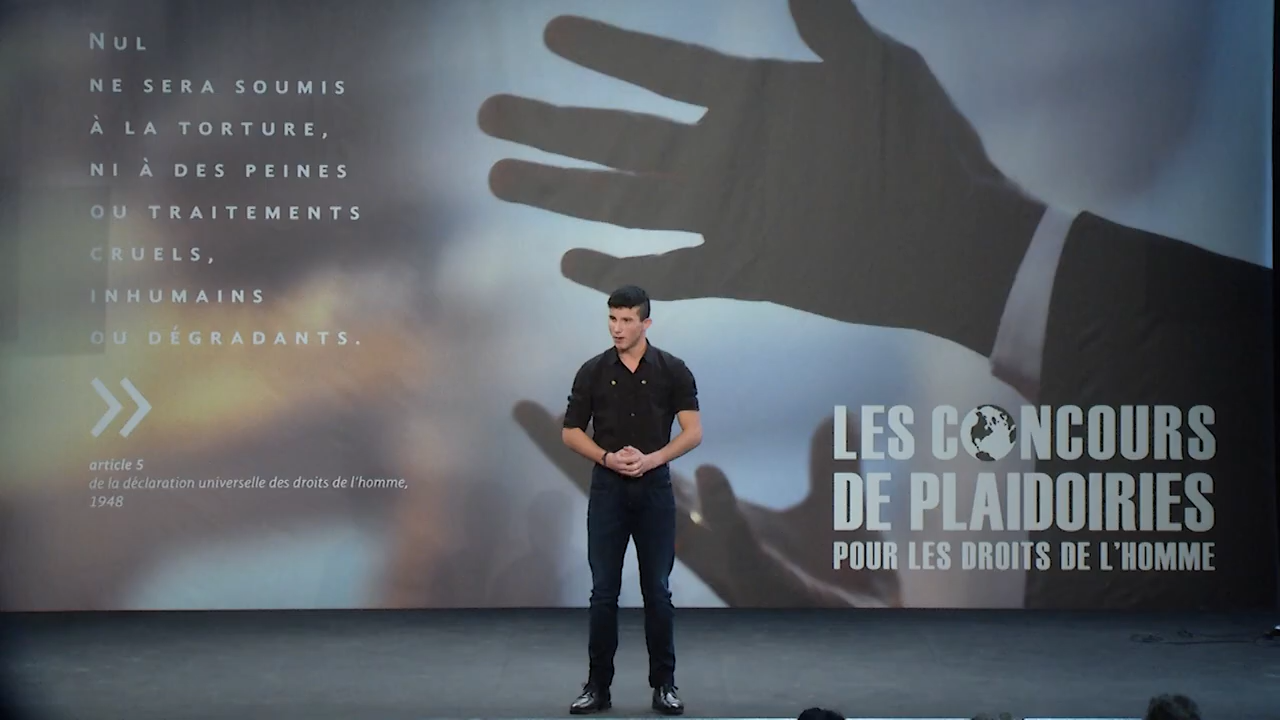 NUL
NE SERA SOUMIS
À LA TORTURE,
NI À DES PEINES
OU TRAITEMENTS
CRUELS,
INHUMAINS
OU DÉGRADANTS.
article 5
de la déclaration universelle des droits de l'homme,
1948
LES CONCOURS
DE PLAIDOIRIES
POUR LES DROITS DE L'HOMME